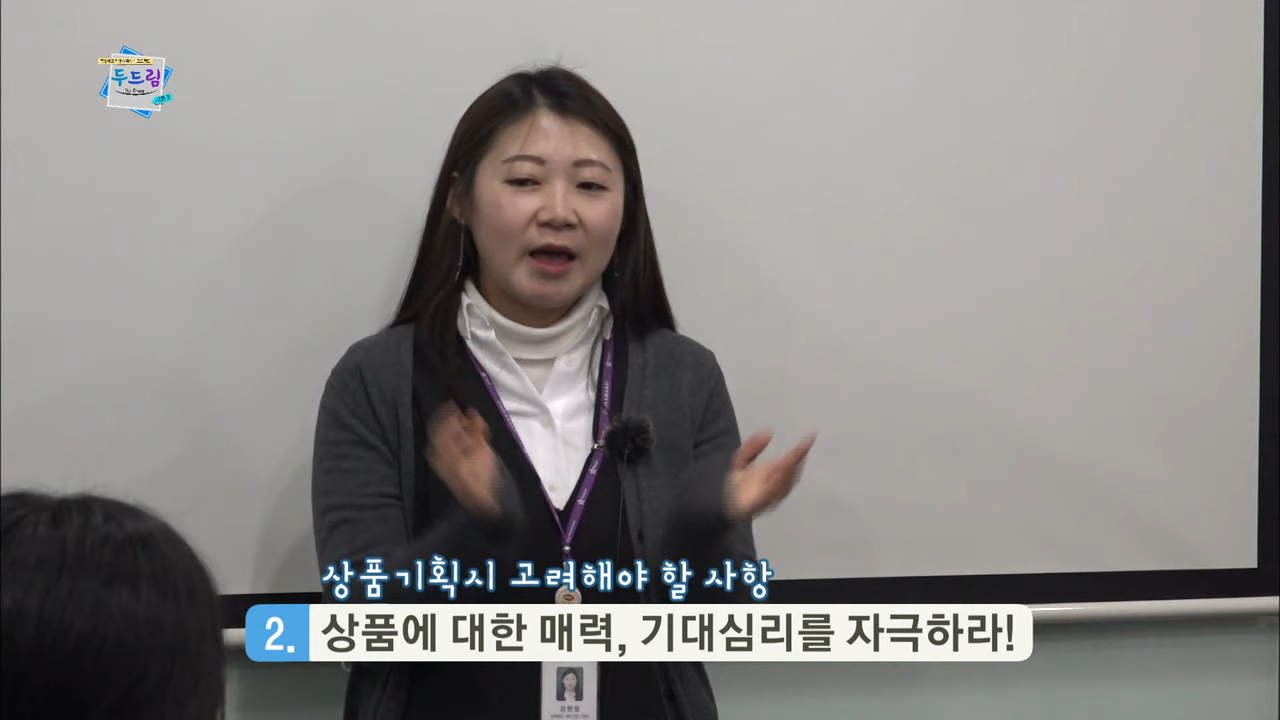 두드림
상품기획시 고려해야 할 사항
2. 상품에 대한 매력, 기대심리를 자극하라!